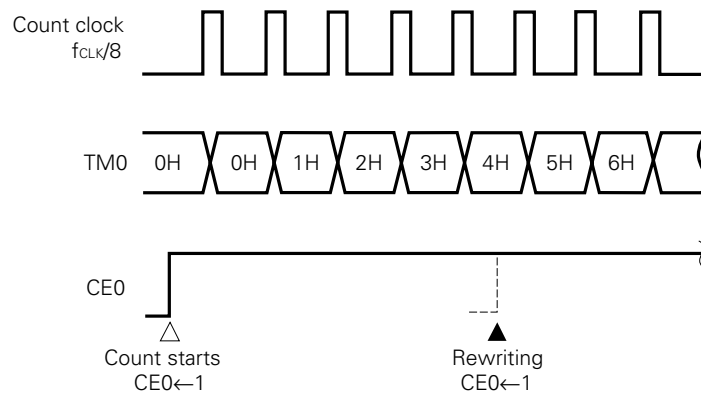 Count clock
fCLK/8
TM0 0H 0H 1H 2H 3H 4H 5H 6H
CE0
Count starts
CE0←1
Rewriting
CE0←1